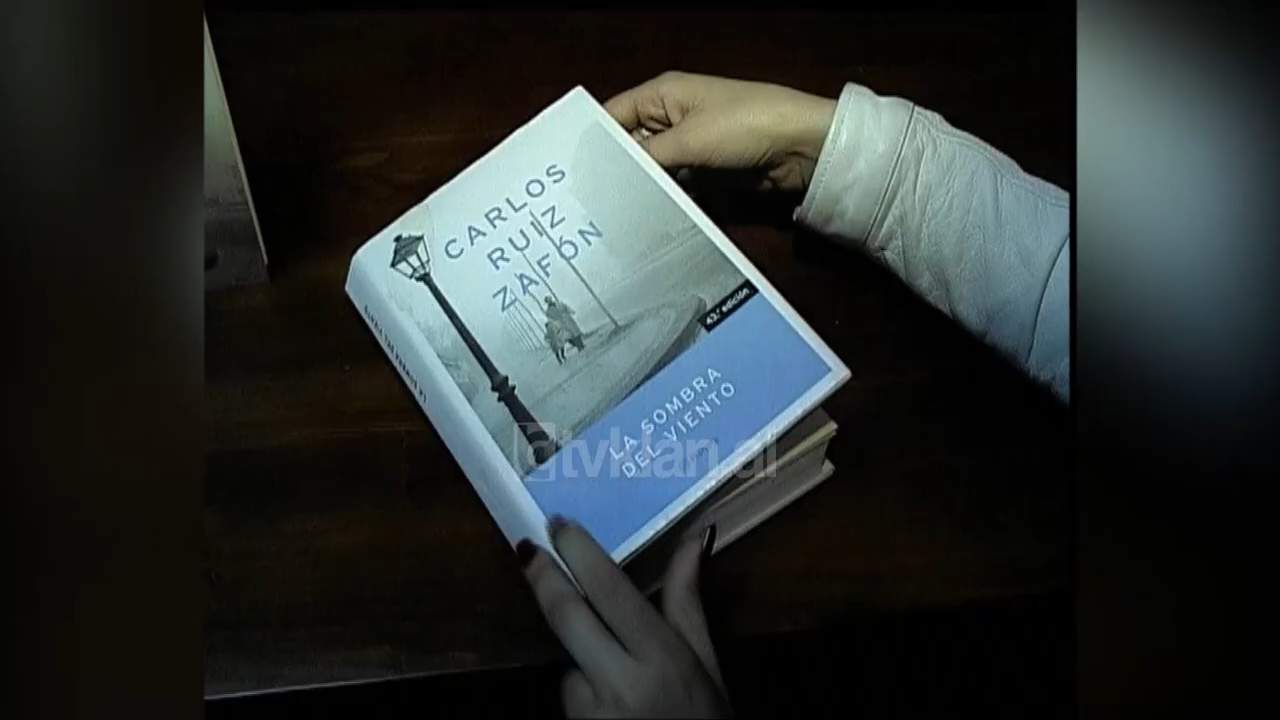 CARLOS
RUIZ
ZAFÓN
43.ª edición
LA SOMBRA
DEL VIENTO
tvklan.al